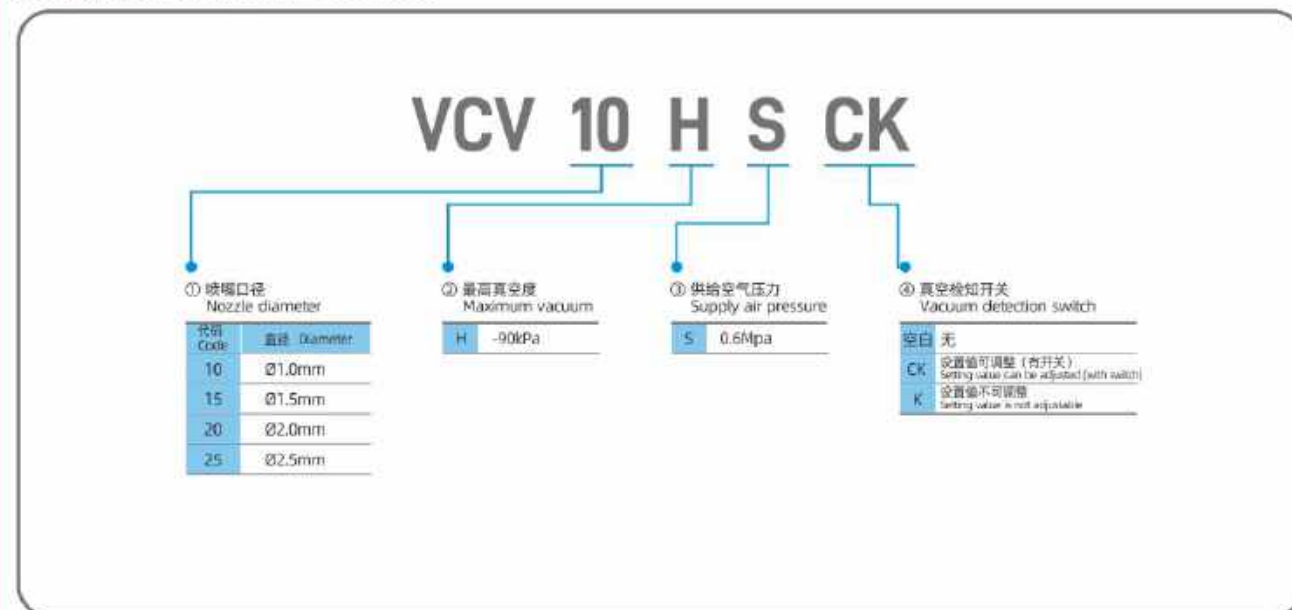 VCV 10 H S CK
① 喷嘴口径
Nozzle diameter
代码 Code 直径 Diameter
10 Ø1.0mm
15 Ø1.5mm
20 Ø2.0mm
25 Ø2.5mm
② 最高真空度
Maximum vacuum
H -90kPa
③ 供给空气压力
Supply air pressure
S 0.6Mpa
④ 真空检知开关
Vacuum detection switch
空白 无
CK 设置值可调整(有开关)
Setting value can be adjusted (with switch)
K 设置值不可调整
Setting value is not adjustable